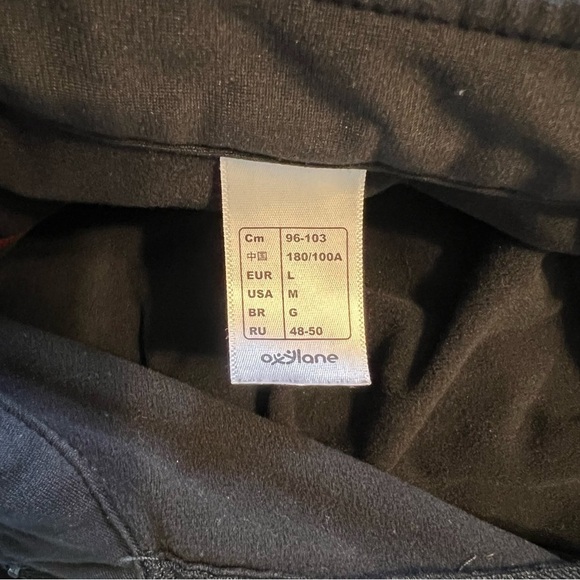 Cm 96-103
中国 180/100A
EUR L
USA M
BR G
RU 48-50
oxylane